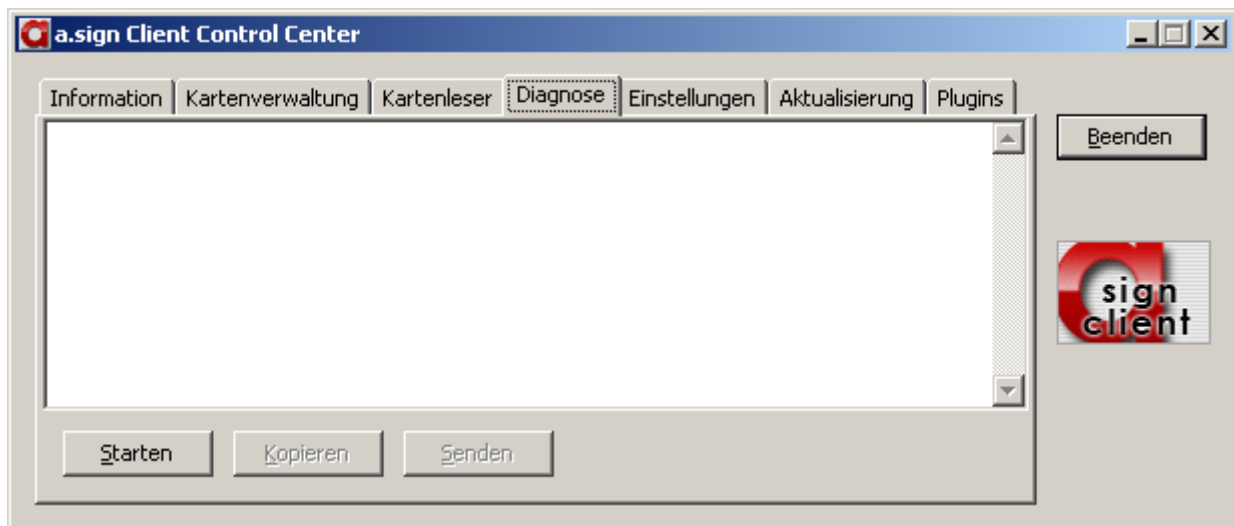 a.sign Client Control Center
Information Kartenverwaltung Kartenleser Diagnose Einstellungen Aktualisierung Plugins
Beenden
sign
client
Starten Kopieren Senden